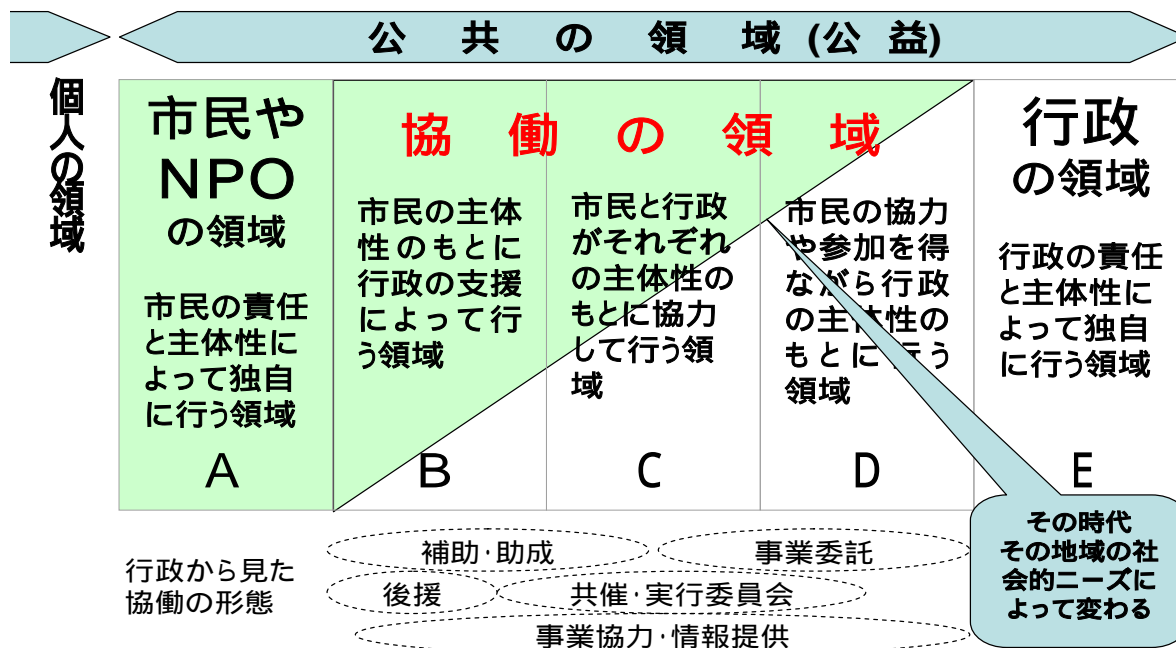 公共の領域(公益)
個人の領域
市民や
NPO
の領域
市民の責任
と主体性に
よって独自
に行う領域
A
協働の領域
市民の主体
性のもとに
行政の支援
によって行
う領域
B
市民と行政
がそれぞれ
の主体性の
もとに協力
して行う領
域
C
市民の協力
や参加を得
ながら行政
の主体性の
もとに行う
領域
D
行政
の領域
行政の責任
と主体性に
よって独自
に行う領域
E
その時代
その地域の社
会的ニーズに
よって変わる
行政から見た
協働の形態
補助・助成
事業委託
後援
共催・実行委員会
事業協力・情報提供